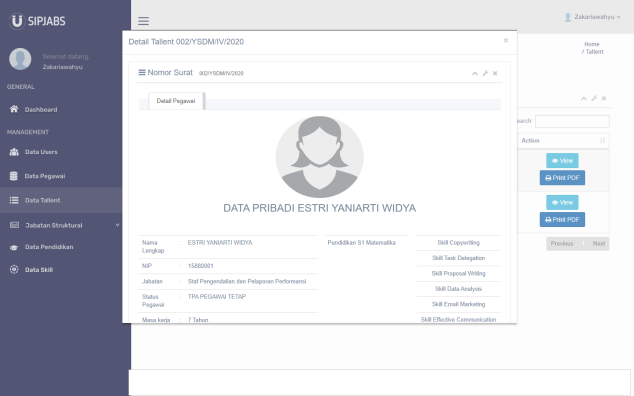 SIPJABS
Zakariawahyu
Selamat datang,
Zakariawahyu
GENERAL
Dashboard
MANAGEMENT
Data Users
Data Pegawai
Data Tallent
Jabatan Struktural
Data Pendidikan
Data Skill
Home
/ Tallent
Detail Tallent 002/YSDM/IV/2020
×
Nomor Surat 002/YSDM/IV/2020
Detail Pegawai
DATA PRIBADI ESTRI YANIARTI WIDYA
Nama Lengkap : ESTRI YANIARTI WIDYA
NIP : 15880001
Jabatan : Staf Pengendalian dan Pelaporan Performansi
Status Pegawai : TPA PEGAWAI TETAP
Masa kerja : 7 Tahun
Pendidikan S1 Matematika
Skill Copywriting
Skill Task Delegation
Skill Proposal Writing
Skill Data Analysis
Skill Email Marketing
Skill Effective Communication
earch
Action
View
Print PDF
View
Print PDF
Previous 1 Next